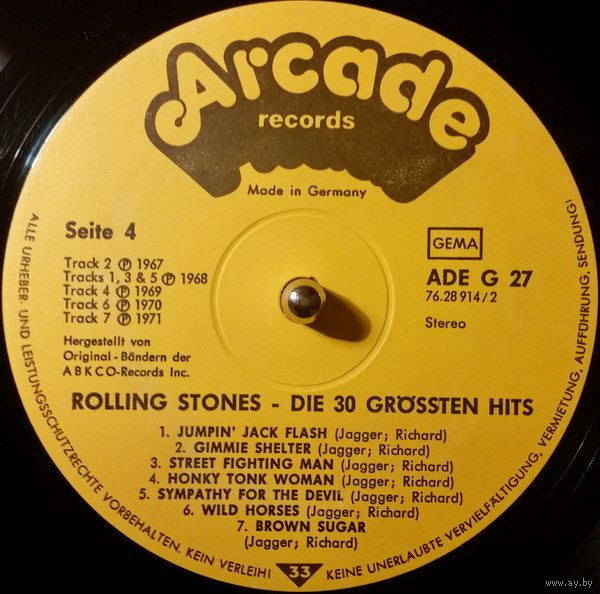 Arcade
records
Made in Germany
Seite 4
GEMA
Track 2 Ⓟ 1967
Tracks 1, 3 & 5 Ⓟ 1968
Track 4 Ⓟ 1969
Track 6 Ⓟ 1970
Track 7 Ⓟ 1971
ADE G 27
76.28914/2
Stereo
Hergestellt von
Original-Bändern der
ABKCO-Records Inc.
ROLLING STONES - DIE 30 GRÖSSTEN HITS
1. JUMPIN' JACK FLASH (Jagger; Richard)
2. GIMMIE SHELTER (Jagger; Richard)
3. STREET FIGHTING MAN (Jagger; Richard)
4. HONKY TONK WOMAN (Jagger; Richard)
5. SYMPATHY FOR THE DEVIL (Jagger; Richard)
6. WILD HORSES (Jagger; Richard)
7. BROWN SUGAR
(Jagger; Richard)
ALLE URHEBER. UND LEISTUNGSSCHUTZRECHTE VORBEHALTEN. KEIN VERLEIH! KEINE UNERLAUBTE VERVIELFÄLTIGUNG, VERMIETUNG, AUFFÜHRUNG, SENDUNG!
33
www.ay.by